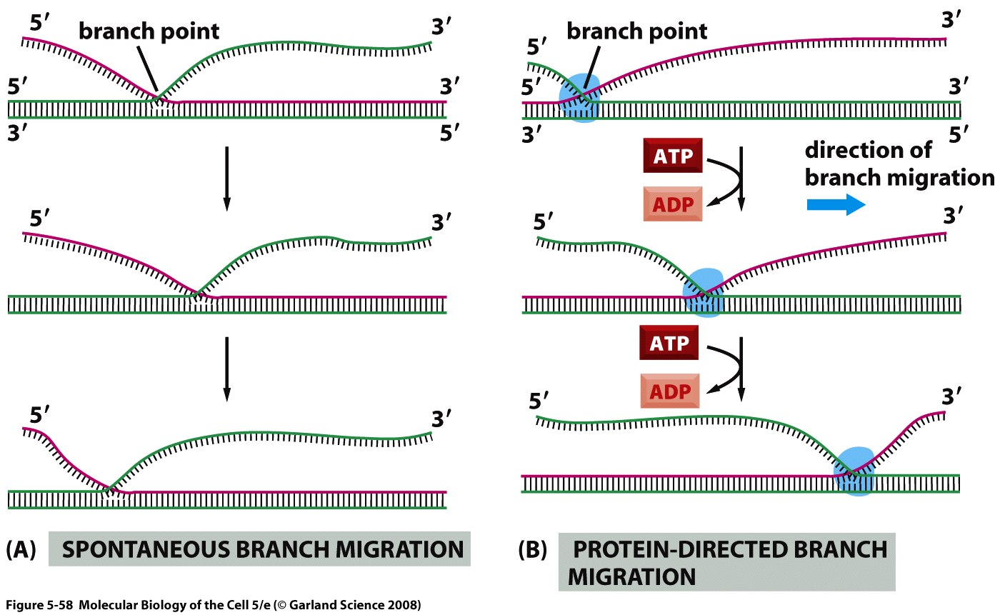 5′
branch point
3′
5′
3′
3′
5′
5′
3′
5′
3′
(A) SPONTANEOUS BRANCH MIGRATION
branch point
3′
5′
5′
3′
3′
5′
ATP
ADP
direction of
branch migration
5′
3′
ATP
ADP
5′
3′
(B) PROTEIN-DIRECTED BRANCH
MIGRATION
Figure 5-58 Molecular Biology of the Cell 5/e (© Garland Science 2008)